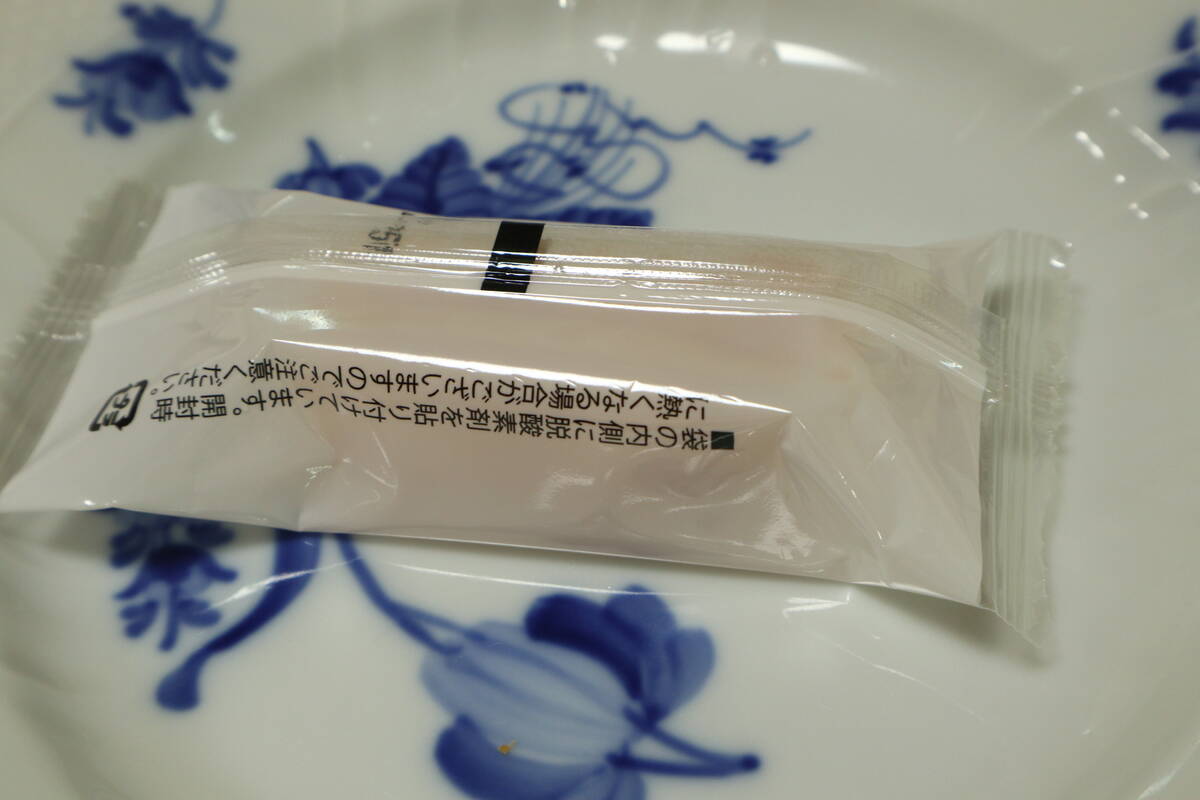 ■袋の内側に脱酸素剤を貼り付けています。開封時
に熱くなる場合がございますのでご注意ください。
プラ